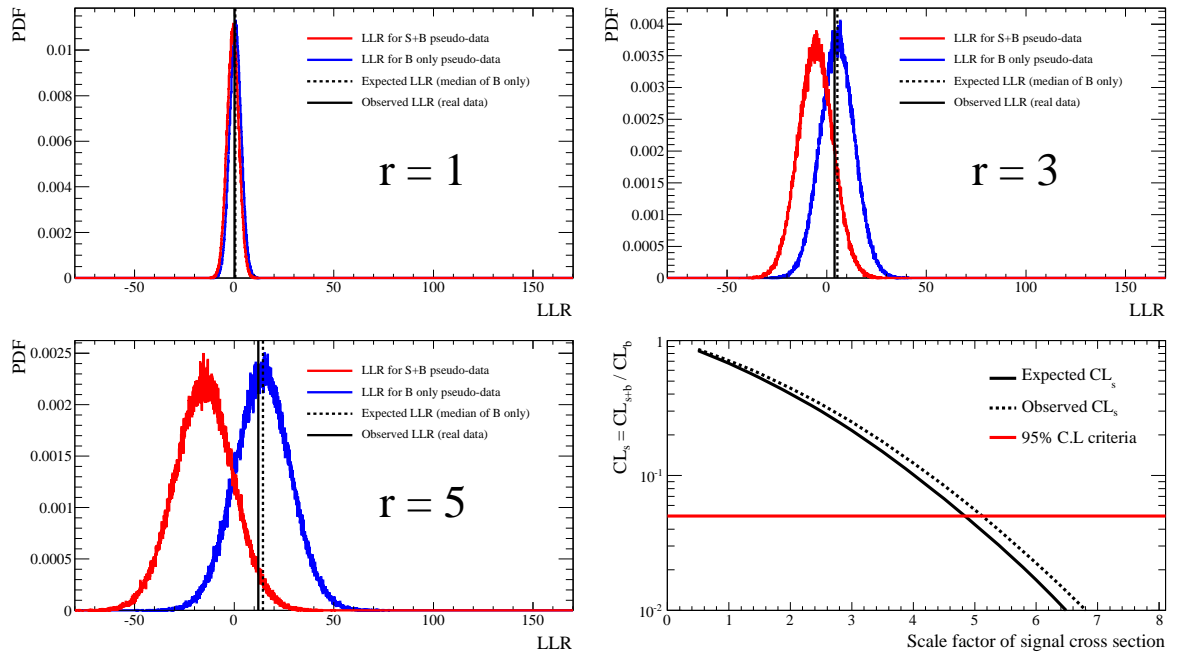 PDF
0.01
0.008
0.006
0.004
0.002
0
LLR for S+B pseudo-data
LLR for B only pseudo-data
Expected LLR (median of B only)
Observed LLR (real data)
r = 1
-50 0 50 100 150
LLR
PDF
0.004
0.0035
0.003
0.0025
0.002
0.0015
0.001
0.0005
0
LLR for S+B pseudo-data
LLR for B only pseudo-data
Expected LLR (median of B only)
Observed LLR (real data)
r = 3
-50 0 50 100 150
LLR
PDF
0.0025
0.002
0.0015
0.001
0.0005
0
LLR for S+B pseudo-data
LLR for B only pseudo-data
Expected LLR (median of B only)
Observed LLR (real data)
r = 5
-50 0 50 100 150
LLR
CL_s = CL_{s+b} / CL_b
1
10^{-1}
10^{-2}
Expected CL_s
Observed CL_s
95% C.L criteria
0 1 2 3 4 5 6 7 8
Scale factor of signal cross section